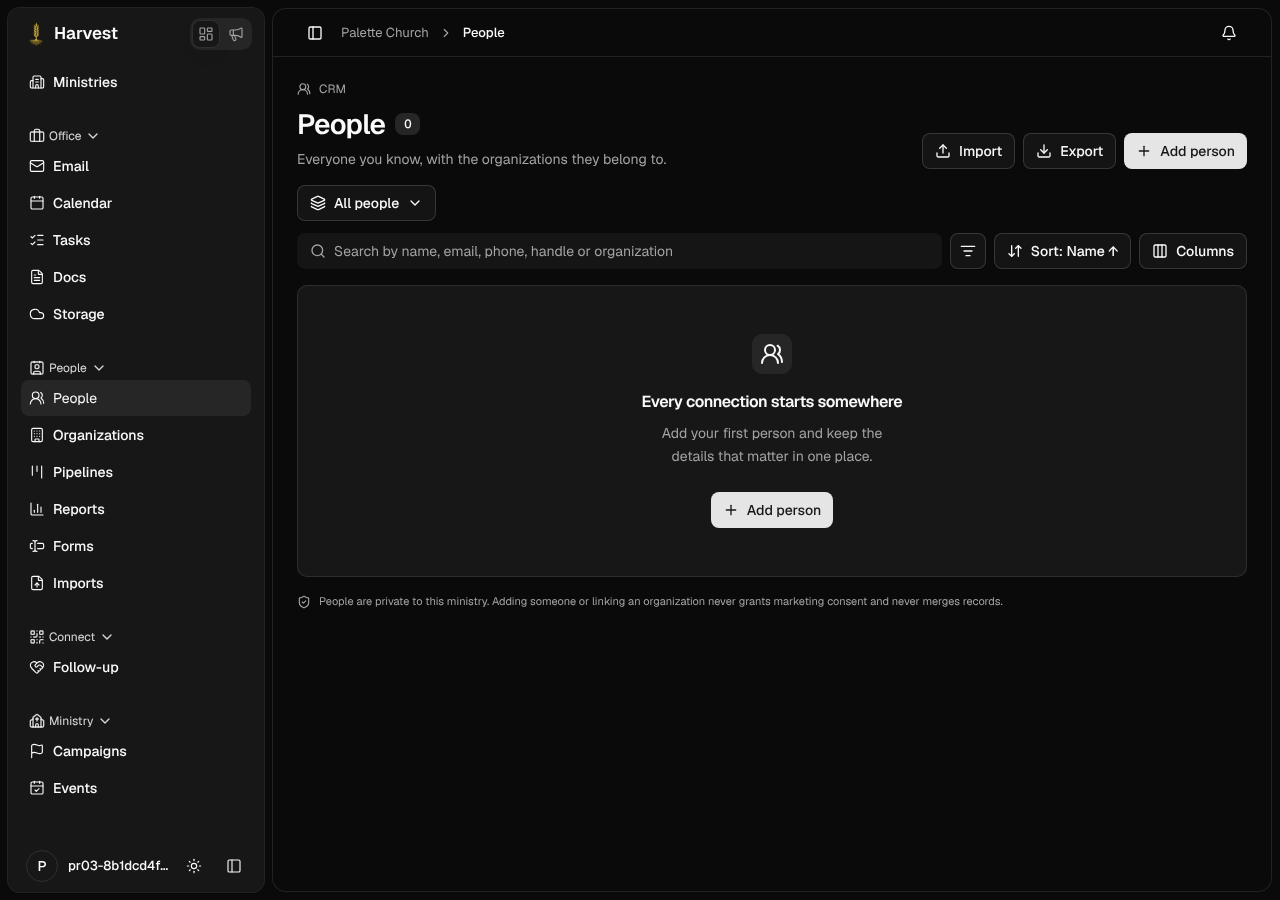 Harvest
Ministries
Office
Email
Calendar
Tasks
Docs
Storage
People
People
Organizations
Pipelines
Reports
Forms
Imports
Connect
Follow-up
Ministry
Campaigns
Events
P pr03-8b1dcd4f…
Palette Church > People
CRM
People 0
Everyone you know, with the organizations they belong to.
Import Export + Add person
All people
Search by name, email, phone, handle or organization
Sort: Name ↑ Columns
Every connection starts somewhere
Add your first person and keep the
details that matter in one place.
+ Add person
People are private to this ministry. Adding someone or linking an organization never grants marketing consent and never merges records.